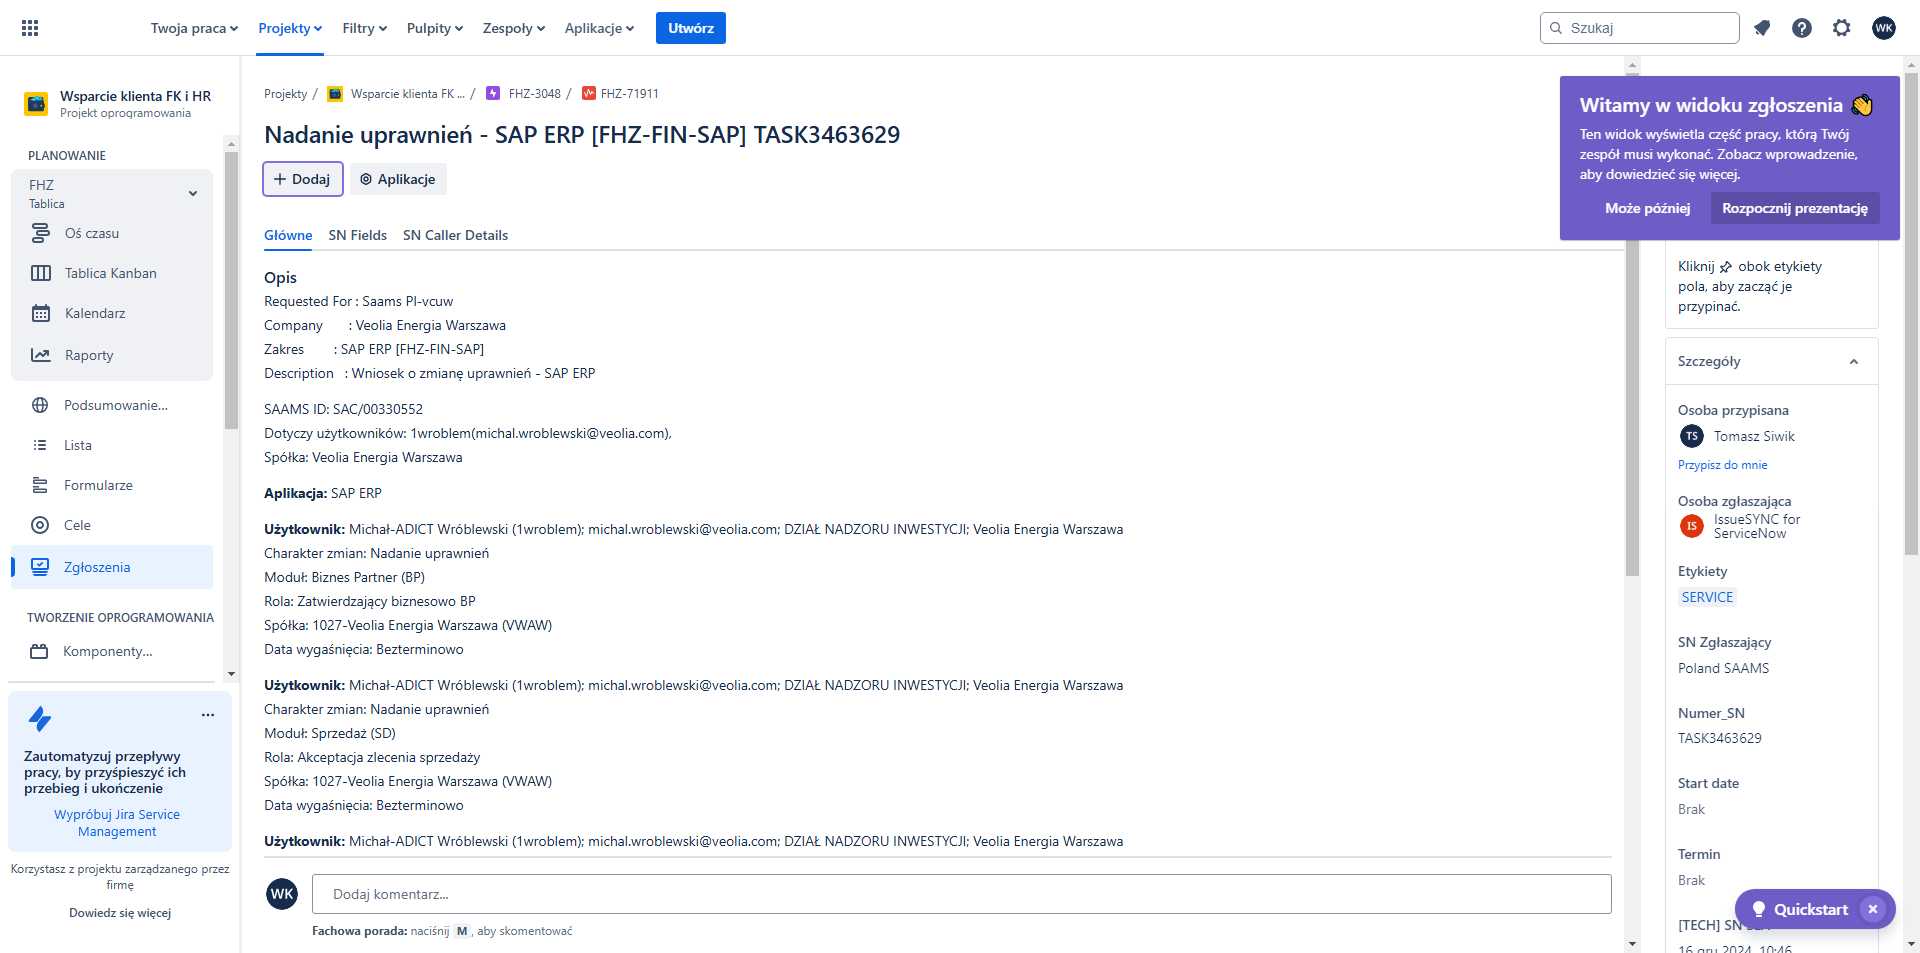 Twoja praca
Projekty
Filtry
Pulpity
Zespoły
Aplikacje
Utwórz
Szukaj
WK
Wsparcie klienta FK i HR
Projekt oprogramowania
PLANOWANIE
FHZ
Tablica
Oś czasu
Tablica Kanban
Kalendarz
Raporty
Podsumowanie...
Lista
Formularze
Cele
Zgłoszenia
TWORZENIE OPROGRAMOWANIA
Komponenty...
Zautomatyzuj przepływy
pracy, by przyśpieszyć ich
przebieg i ukończenie
Wypróbuj Jira Service
Management
Korzystasz z projektu zarządzanego przez
firmę
Dowiedz się więcej
Projekty / Wsparcie klienta FK ... / FHZ-3048 / FHZ-71911
Nadanie uprawnień - SAP ERP [FHZ-FIN-SAP] TASK3463629
Dodaj
Aplikacje
Główne
SN Fields
SN Caller Details
Opis
Requested For : Saams Pl-vcuw
Company : Veolia Energia Warszawa
Zakres : SAP ERP [FHZ-FIN-SAP]
Description : Wniosek o zmianę uprawnień - SAP ERP
SAAMS ID: SAC/00330552
Dotyczy użytkowników: 1wroblem(michal.wroblewski@veolia.com),
Spółka: Veolia Energia Warszawa
Aplikacja: SAP ERP
Użytkownik: Michał-ADICT Wróblewski (1wroblem); michal.wroblewski@veolia.com; DZIAŁ NADZORU INWESTYCJI; Veolia Energia Warszawa
Charakter zmian: Nadanie uprawnień
Moduł: Biznes Partner (BP)
Rola: Zatwierdzający biznesowo BP
Spółka: 1027-Veolia Energia Warszawa (VWAW)
Data wygaśnięcia: Bezterminowo
Użytkownik: Michał-ADICT Wróblewski (1wroblem); michal.wroblewski@veolia.com; DZIAŁ NADZORU INWESTYCJI; Veolia Energia Warszawa
Charakter zmian: Nadanie uprawnień
Moduł: Sprzedaż (SD)
Rola: Akceptacja zlecenia sprzedaży
Spółka: 1027-Veolia Energia Warszawa (VWAW)
Data wygaśnięcia: Bezterminowo
Użytkownik: Michał-ADICT Wróblewski (1wroblem); michal.wroblewski@veolia.com; DZIAŁ NADZORU INWESTYCJI; Veolia Energia Warszawa
WK
Dodaj komentarz...
Fachowa porada: naciśnij M , aby skomentować
Witamy w widoku zgłoszenia
Ten widok wyświetla część pracy, którą Twój
zespół musi wykonać. Zobacz wprowadzenie,
aby dowiedzieć się więcej.
Może później
Rozpocznij prezentację
Kliknij obok etykiety
pola, aby zacząć je
przypinać.
Szczegóły
Osoba przypisana
TS Tomasz Siwik
Przypisz do mnie
Osoba zgłaszająca
IS IssueSYNC for
ServiceNow
Etykiety
SERVICE
SN Zgłaszający
Poland SAAMS
Numer_SN
TASK3463629
Start date
Brak
Termin
Brak
Quickstart
[TECH] SN
16 gru 2024, 10:46